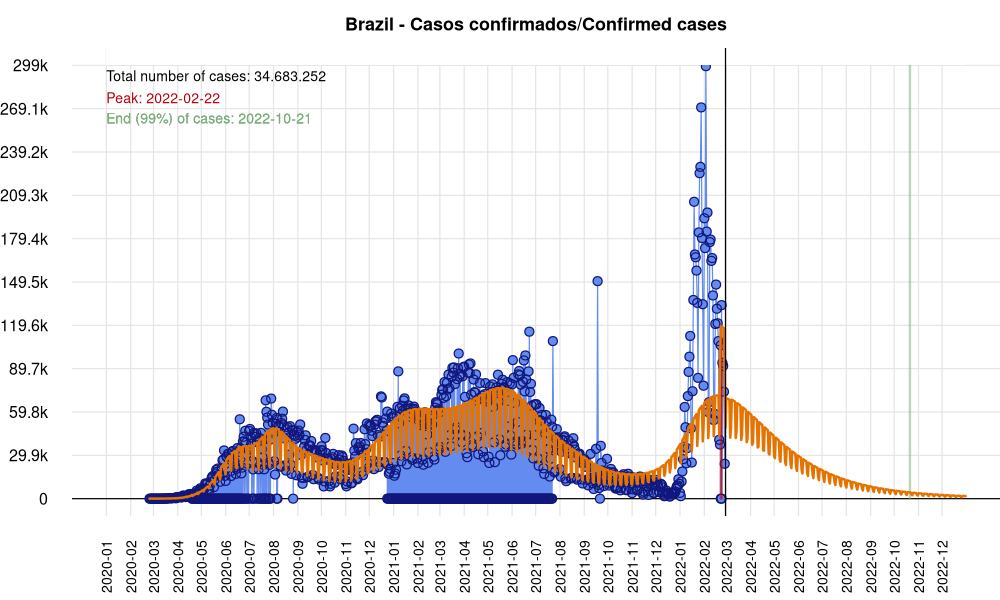 Brazil - Casos confirmados/Confirmed cases
299k
Total number of cases: 34.683.252
Peak: 2022-02-22
269.1k
End (99%) of cases: 2022-10-21
239.2k
209.3k
179.4k
149.5k
119.6k
89.7k
59.8k
29.9k
0
2020-01
2020-02
2020-03
2020-04
2020-05
2020-06
2020-07
2020-08
2020-09
2020-10
2020-11
2020-12
2021-01
2021-02
2021-03
2021-04
2021-05
2021-06
2021-07
2021-08
2021-09
2021-10
2021-11
2021-12
2022-01
2022-02
2022-03
2022-04
2022-05
2022-06
2022-07
2022-08
2022-09
2022-10
2022-11
2022-12